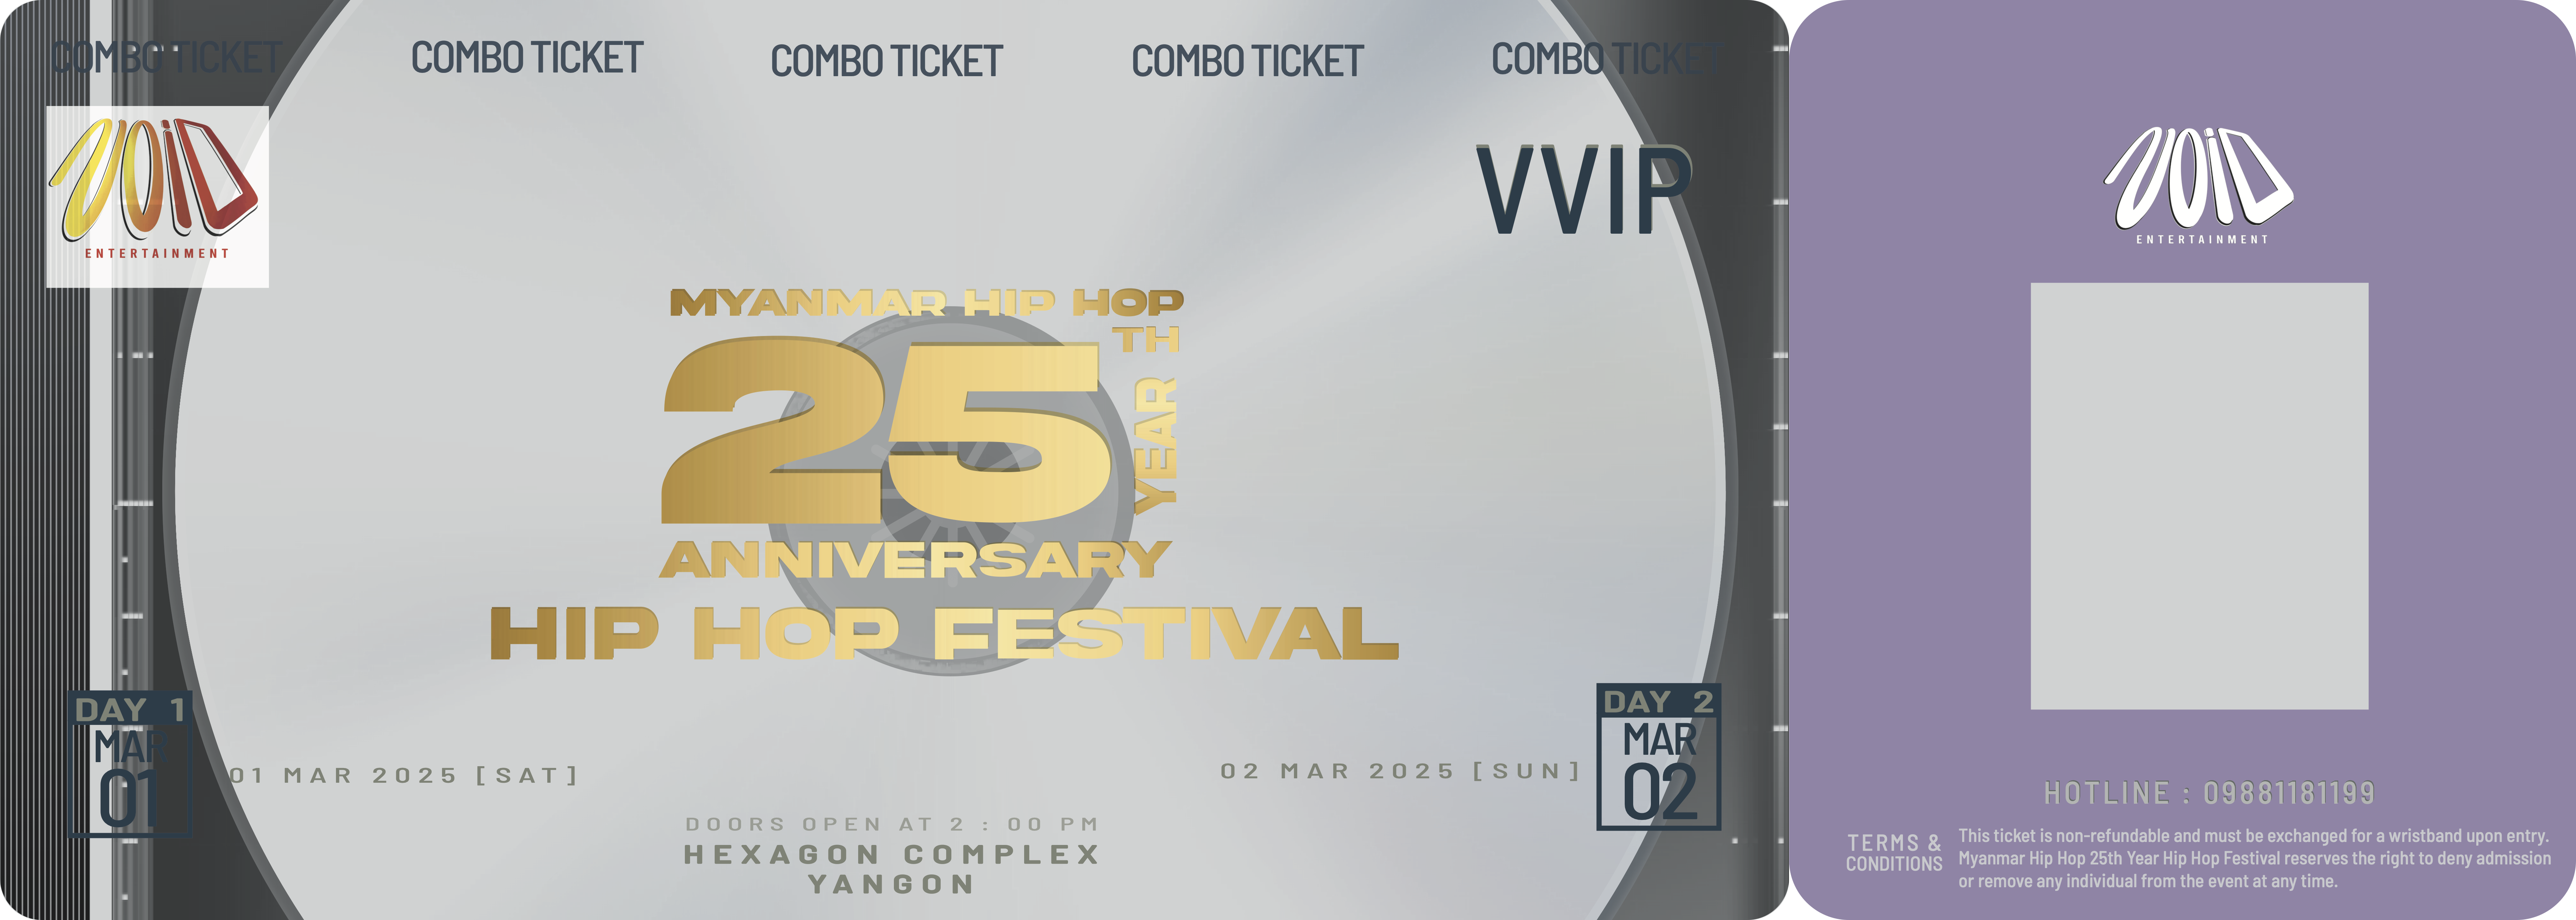 COMBO TICKET COMBO TICKET COMBO TICKET COMBO TICKET COMBO TICKET
VOiD
ENTERTAINMENT
VVIP
MYANMAR HIP HOP
25
TH
YEAR
ANNIVERSARY
HIP HOP FESTIVAL
DAY 1
MAR
01
01 MAR 2025 [SAT]
02 MAR 2025 [SUN]
DAY 2
MAR
02
DOORS OPEN AT 2 : 00 PM
HEXAGON COMPLEX
YANGON
VOiD
ENTERTAINMENT
HOTLINE : 09881181199
TERMS &
CONDITIONS
This ticket is non-refundable and must be exchanged for a wristband upon entry.
Myanmar Hip Hop 25th Year Hip Hop Festival reserves the right to deny admission
or remove any individual from the event at any time.